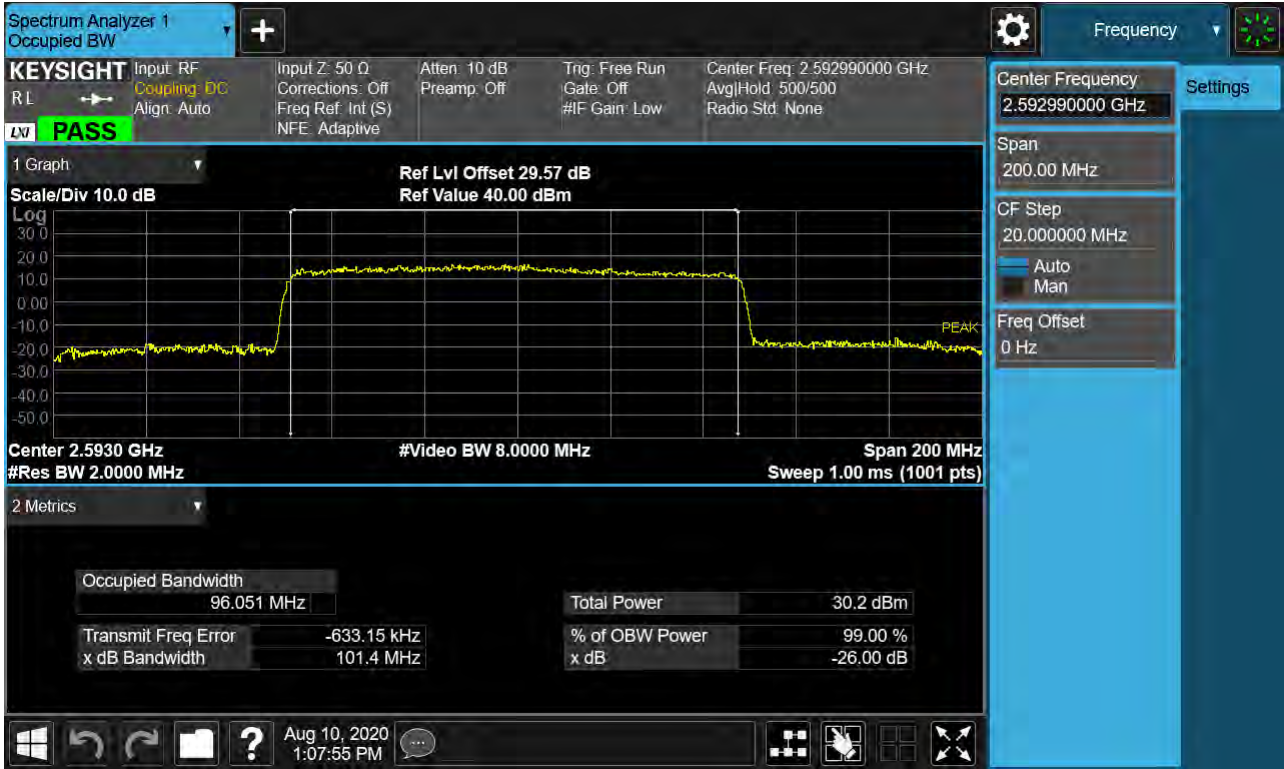 Spectrum Analyzer 1
Occupied BW
+
Frequency
KEYSIGHT
RL
LXI
PASS
Input: RF
Coupling: DC
Align: Auto
Input Z: 50 Ω
Corrections: Off
Freq Ref: Int (S)
NFE: Adaptive
Atten: 10 dB
Preamp: Off
Trig: Free Run
Gate: Off
#IF Gain: Low
Center Freq: 2.592990000 GHz
Avg|Hold: 500/500
Radio Std: None
Center Frequency
2.592990000 GHz
Settings
Span
200.00 MHz
CF Step
20.000000 MHz
Auto
Man
Freq Offset
0 Hz
1 Graph
Scale/Div 10.0 dB
Ref Lvl Offset 29.57 dB
Ref Value 40.00 dBm
Log
30.0
20.0
10.0
0.00
-10.0
-20.0
-30.0
-40.0
-50.0
PEAK
Center 2.5930 GHz
#Video BW 8.0000 MHz
Span 200 MHz
#Res BW 2.0000 MHz
Sweep 1.00 ms (1001 pts)
2 Metrics
Occupied Bandwidth
96.051 MHz
Total Power 30.2 dBm
Transmit Freq Error -633.15 kHz
% of OBW Power 99.00 %
x dB Bandwidth 101.4 MHz
x dB -26.00 dB
?
Aug 10, 2020
1:07:55 PM